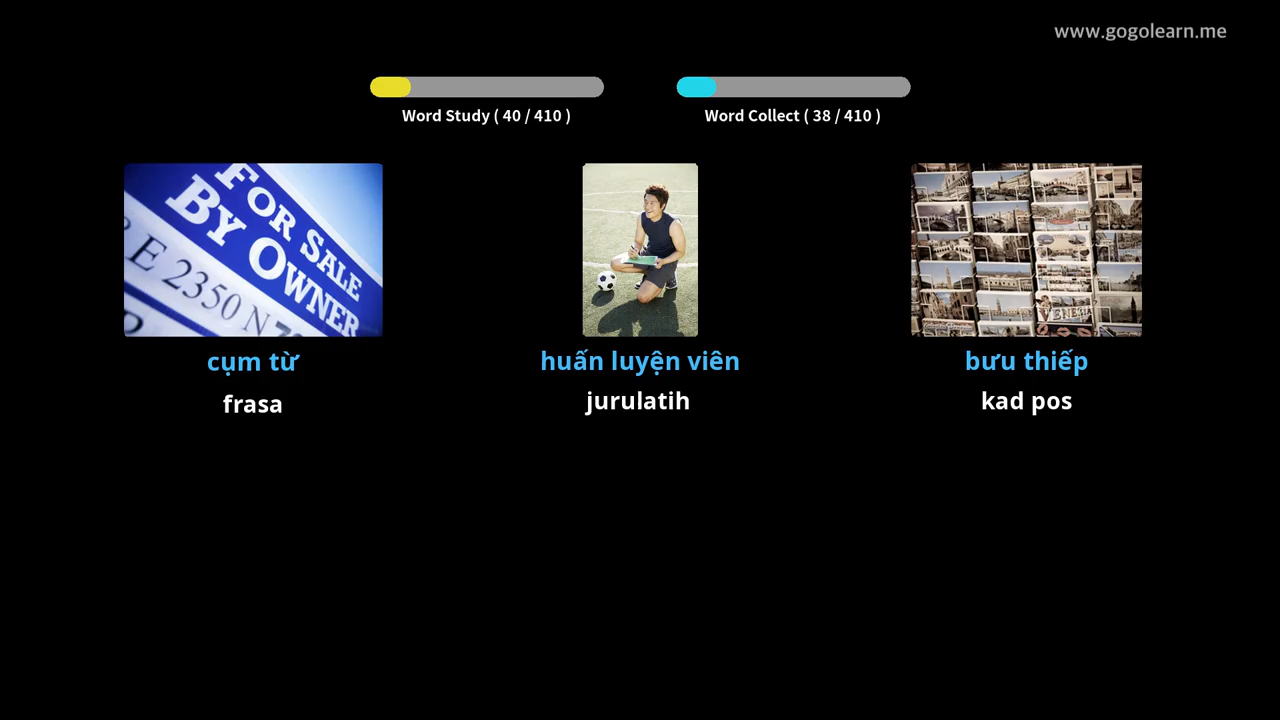 www.gogolearn.me
Word Study ( 40 / 410 )
Word Collect ( 38 / 410 )
FOR SALE
BY OWNER
E 2350 N
VENEZIA
cụm từ
huấn luyện viên
bưu thiếp
frasa
jurulatih
kad pos